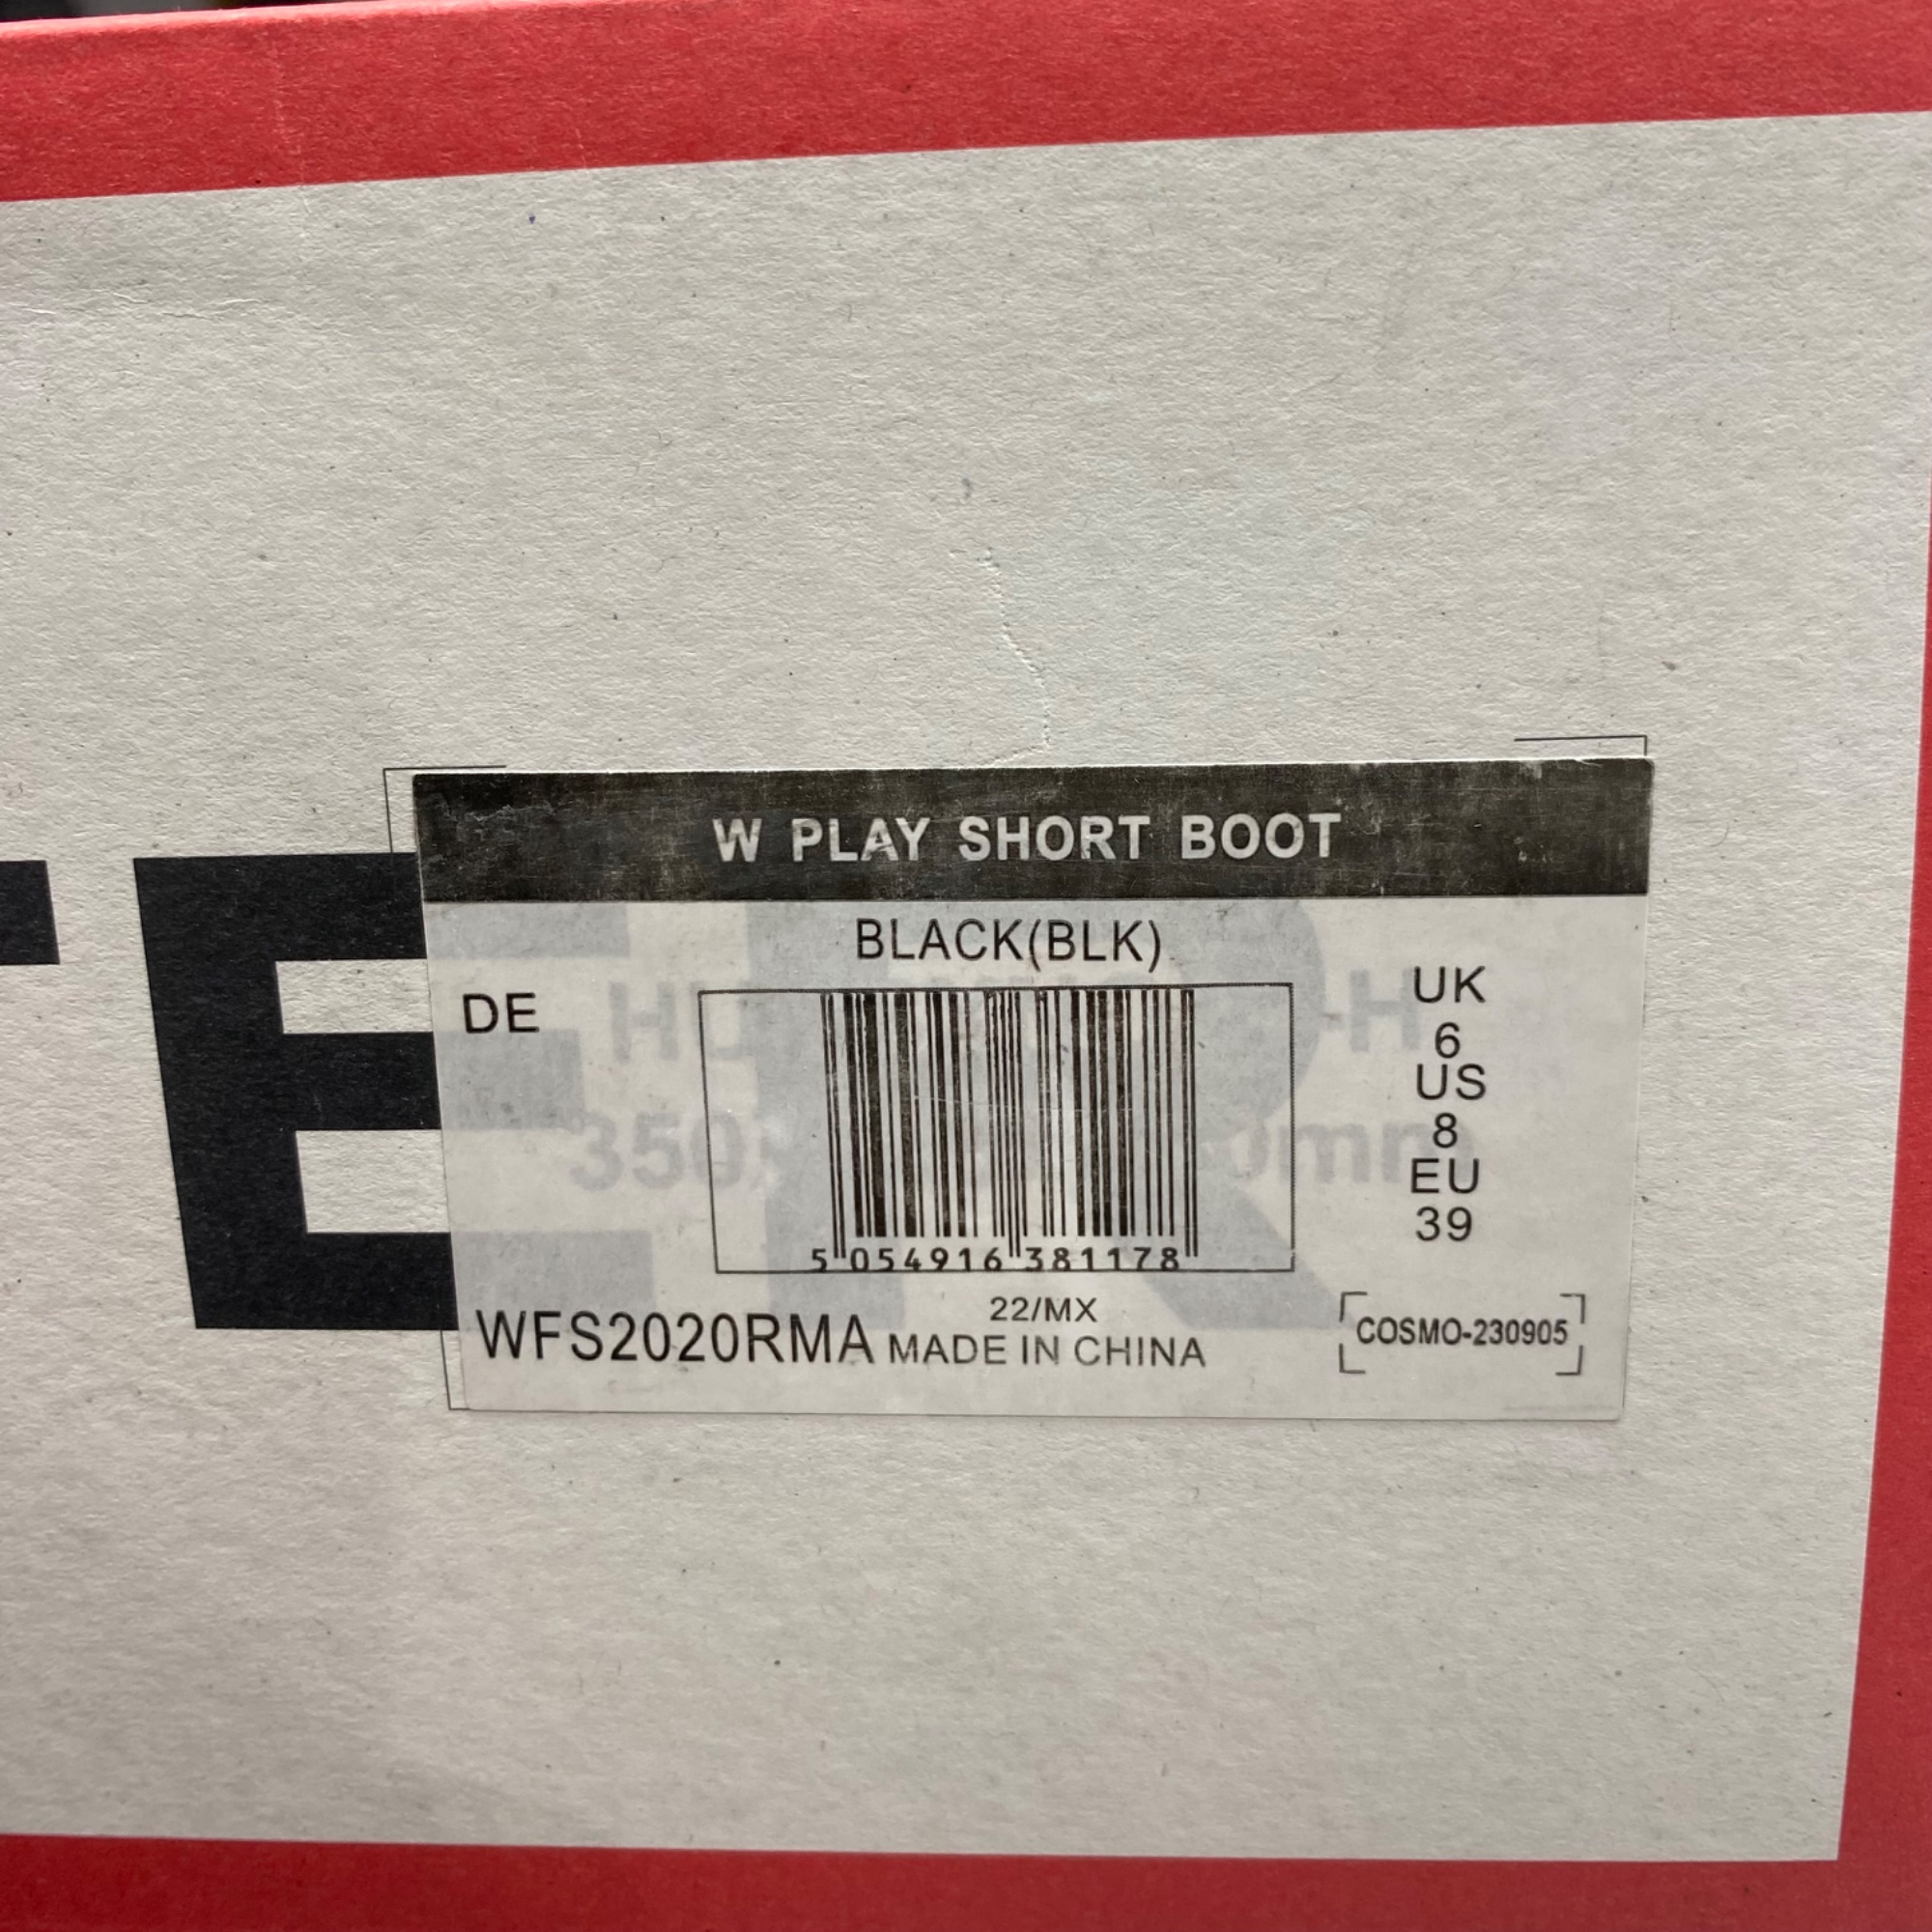 W PLAY SHORT BOOT
BLACK(BLK)
DE
UK
6
US
8
EU
39
5 054916 381178
22/MX
WFS2020RMA MADE IN CHINA
COSMO-230905